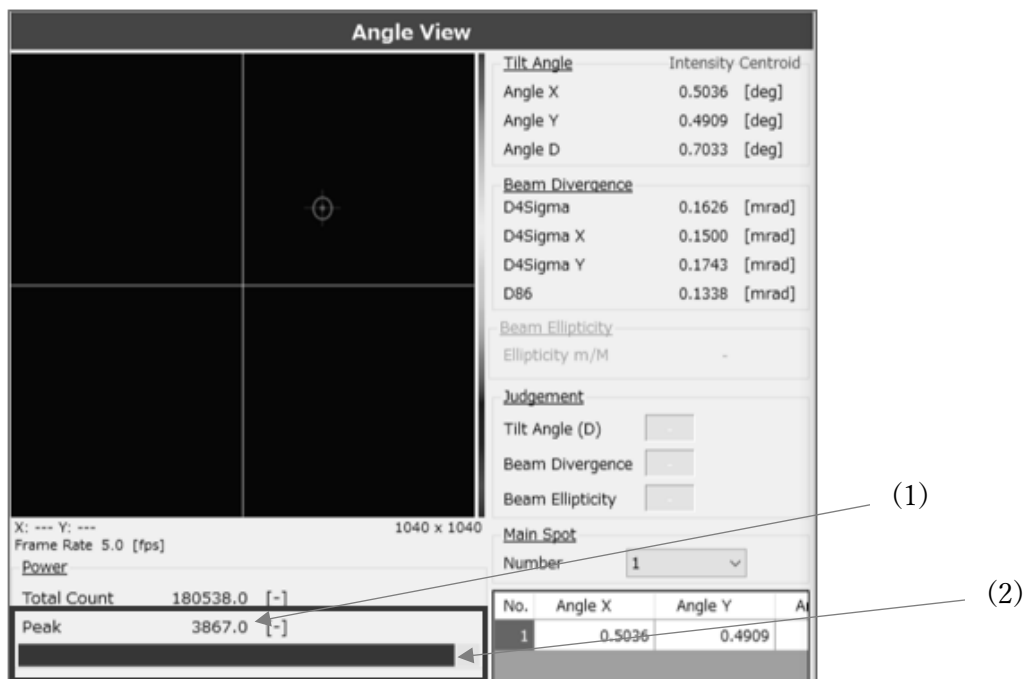 Angle View
Tilt Angle Intensity Centroid
Angle X 0.5036 [deg]
Angle Y 0.4909 [deg]
Angle D 0.7033 [deg]
Beam Divergence
D4Sigma 0.1626 [mrad]
D4Sigma X 0.1500 [mrad]
D4Sigma Y 0.1743 [mrad]
D86 0.1338 [mrad]
Beam Ellipticity
Ellipticity m/M -
Judgement
Tilt Angle (D) -
Beam Divergence -
Beam Ellipticity -
X: --- Y: --- 1040 x 1040
Frame Rate 5.0 [fps]
Power
Total Count 180538.0 [-]
Peak 3867.0 [-]
Main Spot
Number 1
No. Angle X Angle Y A
1 0.5036 0.4909
(1)
(2)